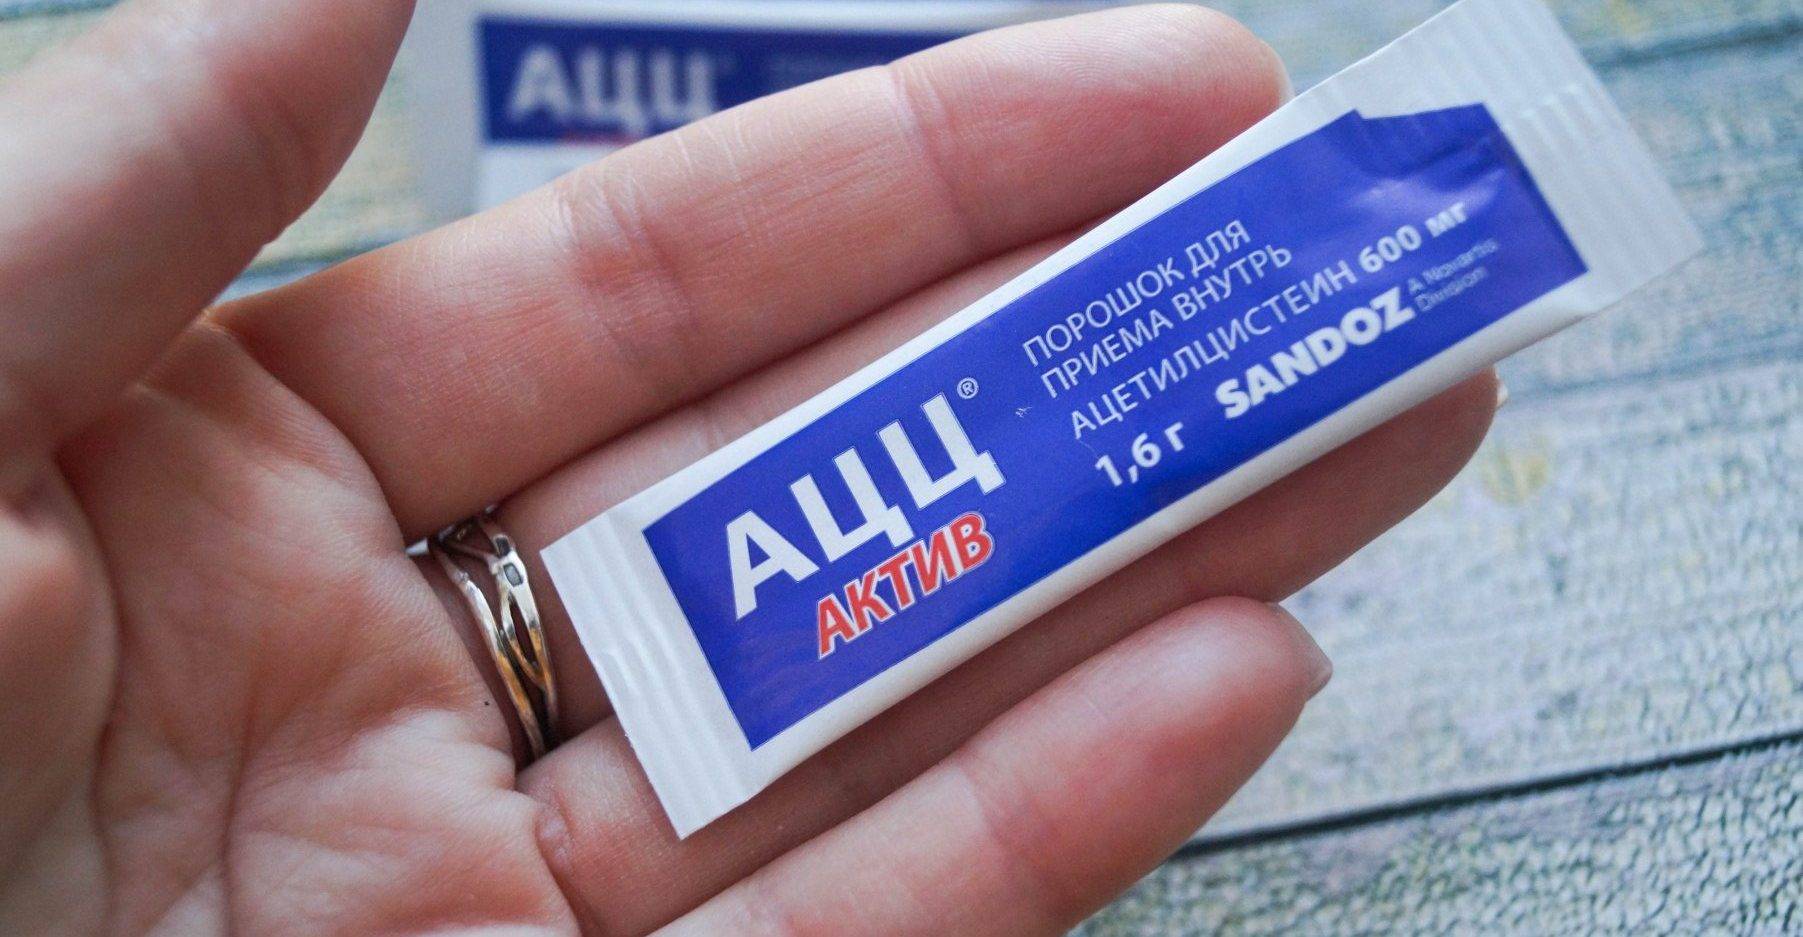 АЦЦ
АЦЦ®
АКТИВ
ПОРОШОК ДЛЯ
ПРИЕМА ВНУТРЬ
АЦЕТИЛЦИСТЕИН 600 мг
1,6 г SANDOZ
A Novartis
Division